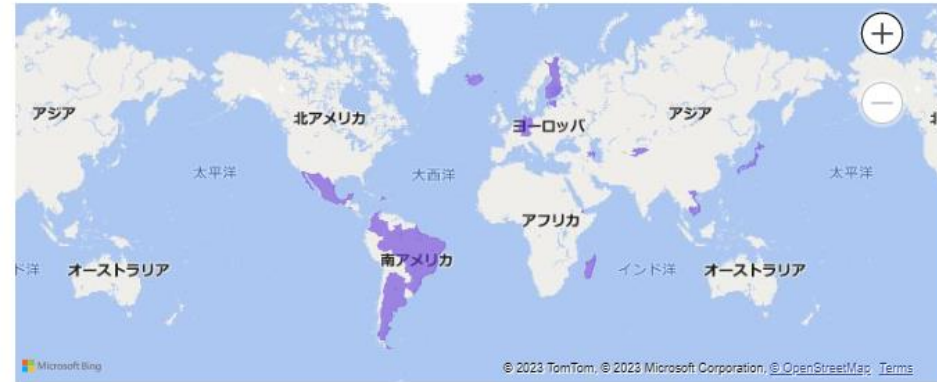 アジア
北アメリカ
ヨーロッパ
アジア
太平洋
大西洋
太平洋
アフリカ
ド洋
オーストラリア
南アメリカ
インド洋
オーストラリア
Microsoft Bing
© 2023 TomTom, © 2023 Microsoft Corporation, © OpenStreetMap Terms